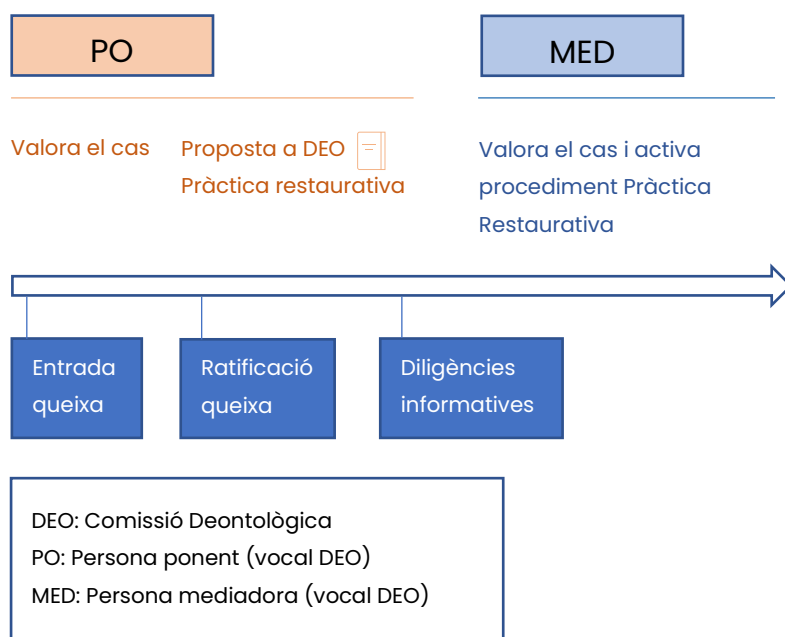 PO
MED
Valora el cas
Proposta a DEO
Pràctica restaurativa
Valora el cas i activa
procediment Pràctica
Restaurativa
Entrada
queixa
Ratificació
queixa
Diligències
informatives
DEO: Comissió Deontològica
PO: Persona ponent (vocal DEO)
MED: Persona mediadora (vocal DEO)